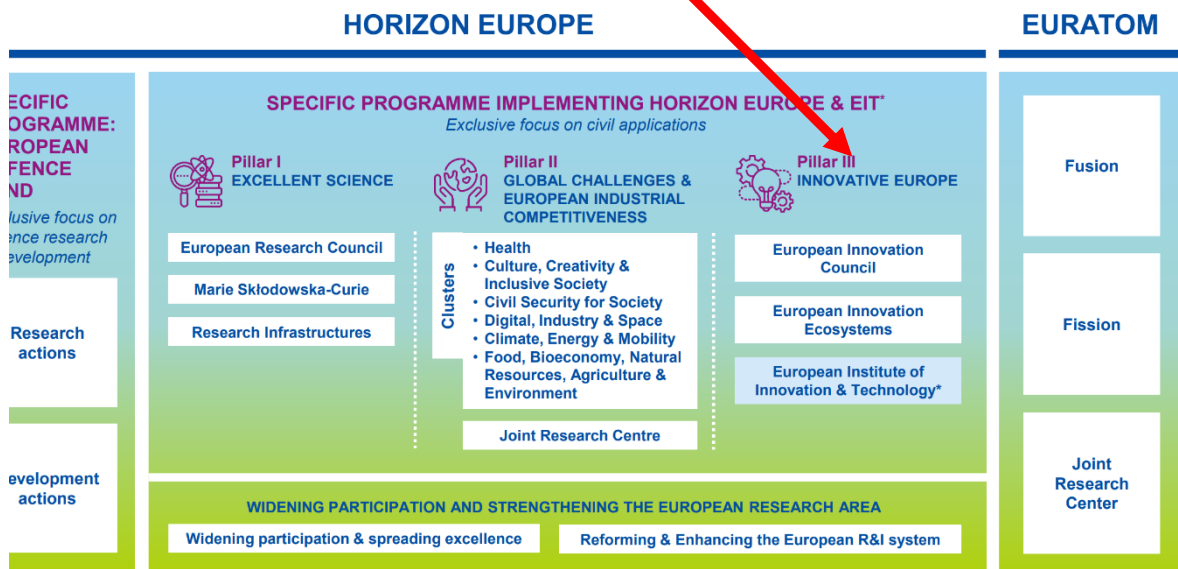 HORIZON EUROPE
EURATOM
ECIFIC
OGRAMME:
ROPEAN
FENCE
ND
lusive focus on
ence research
evelopment
Research
actions
evelopment
actions
SPECIFIC PROGRAMME IMPLEMENTING HORIZON EUROPE & EIT*
Exclusive focus on civil applications
Pillar I
EXCELLENT SCIENCE
European Research Council
Marie Skłodowska-Curie
Research Infrastructures
Pillar II
GLOBAL CHALLENGES &
EUROPEAN INDUSTRIAL
COMPETITIVENESS
Clusters
• Health
• Culture, Creativity &
Inclusive Society
• Civil Security for Society
• Digital, Industry & Space
• Climate, Energy & Mobility
• Food, Bioeconomy, Natural
Resources, Agriculture &
Environment
Joint Research Centre
Pillar III
INNOVATIVE EUROPE
European Innovation
Council
European Innovation
Ecosystems
European Institute of
Innovation & Technology*
WIDENING PARTICIPATION AND STRENGTHENING THE EUROPEAN RESEARCH AREA
Widening participation & spreading excellence
Reforming & Enhancing the European R&I system
Fusion
Fission
Joint
Research
Center